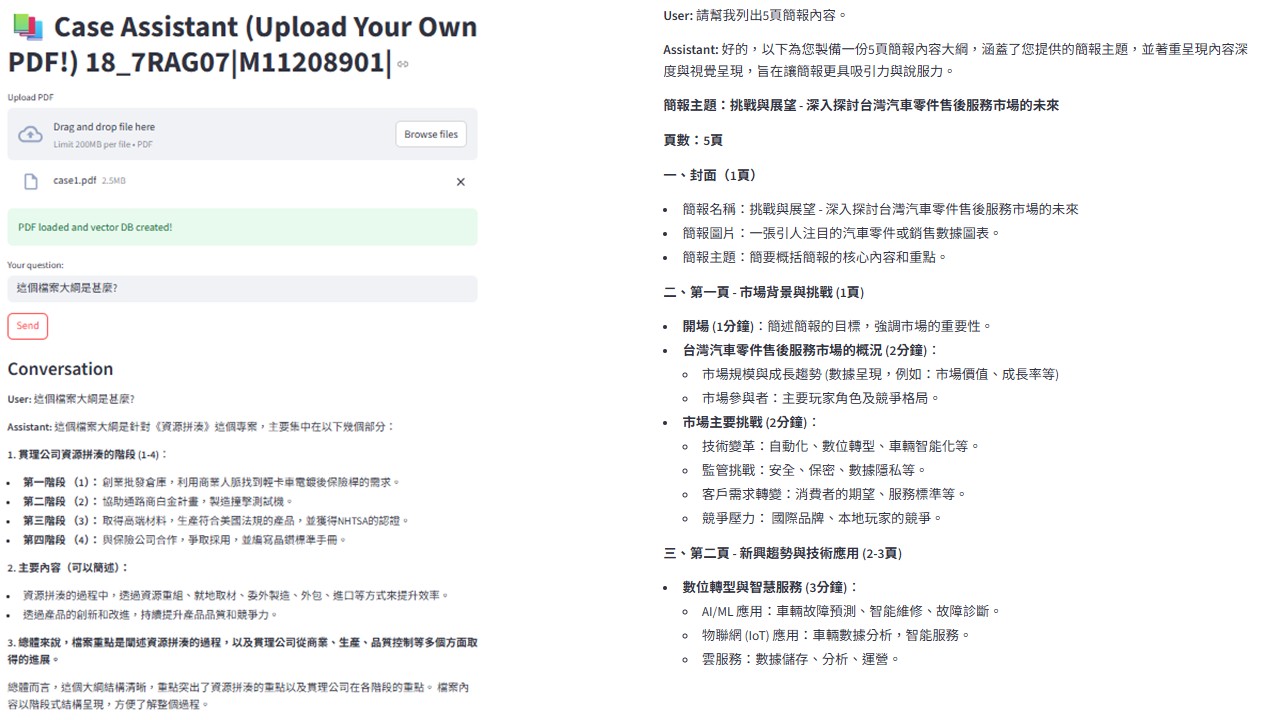 Case Assistant (Upload Your Own
PDF!) 18_7RAG07|M11208901|
Upload PDF
Drag and drop file here
Limit 200MB per file • PDF
Browse files
case1.pdf 2.5MB
PDF loaded and vector DB created!
Your question:
這個檔案大綱是甚麼?
Send
Conversation
User: 這個檔案大綱是甚麼?
Assistant: 這個檔案大綱是針對《資源拼湊》這個專案，主要集中在以下幾個部分：
1. 貫理公司資源拼湊的階段 (1-4)：
• 第一階段 （1）： 創業批發倉庫，利用商業人脈找到輕卡車電鍍後保險桿的需求。
• 第二階段 （2）： 協助通路商白金計畫，製造撞擊測試機。
• 第三階段 （3）： 取得高端材料，生產符合美國法規的產品，並獲得NHTSA的認證。
• 第四階段 （4）： 與保險公司合作，爭取採用，並編寫品鑽標準手冊。
2. 主要內容（可以簡述）：
• 資源拼湊的過程中，透過資源重組、就地取材、委外製造、外包、進口等方式來提升效率。
• 透過產品的創新和改進，持續提升產品品質和競爭力。
3. 總體來說，檔案重點是闡述資源拼湊的過程，以及貫理公司從商業、生產、品質控制等多個方面取
得的進展。
總體而言，這個大綱結構清晰，重點突出了資源拼湊的重點以及貫理公司在各階段的重點。 檔案內
容以階段式結構呈現，方便了解整個過程。
User: 請幫我列出5頁簡報內容。
Assistant: 好的，以下為您製備一份5頁簡報內容大綱，涵蓋了您提供的簡報主題，並著重呈現內容深
度與視覺呈現，旨在讓簡報更具吸引力與說服力。
簡報主題：挑戰與展望 - 深入探討台灣汽車零件售後服務市場的未來
頁數：5頁
一、封面（1頁）
• 簡報名稱：挑戰與展望 - 深入探討台灣汽車零件售後服務市場的未來
• 簡報圖片：一張引人注目的汽車零件或銷售數據圖表。
• 簡報主題：簡要概括簡報的核心內容和重點。
二、第一頁 - 市場背景與挑戰 (1頁)
• 開場 (1分鐘)：簡述簡報的目標，強調市場的重要性。
• 台灣汽車零件售後服務市場的概況 (2分鐘)：
◦ 市場規模與成長趨勢 (數據呈現，例如：市場價值、成長率等)
◦ 市場參與者：主要玩家角色及競爭格局。
• 市場主要挑戰 (2分鐘)：
◦ 技術變革：自動化、數位轉型、車輛智能化等。
◦ 監管挑戰：安全、保密、數據隱私等。
◦ 客戶需求轉變：消費者的期望、服務標準等。
◦ 競爭壓力： 國際品牌、本地玩家的競爭。
三、第二頁 - 新興趨勢與技術應用 (2-3頁)
• 數位轉型與智慧服務 (3分鐘)：
◦ AI/ML 應用：車輛故障預測、智能維修、故障診斷。
◦ 物聯網 (IoT) 應用：車輛數據分析，智能服務。
◦ 雲服務：數據儲存、分析、運營。